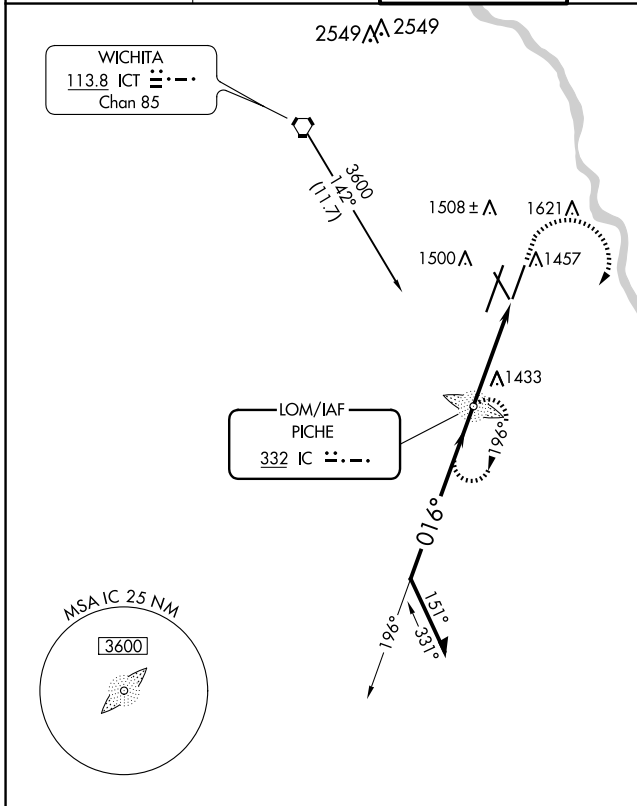 2549 2549
WICHITA
113.8 ICT
Chan 85
3600
142°
(11.7)
1508 ± 1621
1500 1457
1433
LOM/IAF
PICHE
332 IC
196°
016°
151°
331°
196°
MSA IC 25 NM
3600